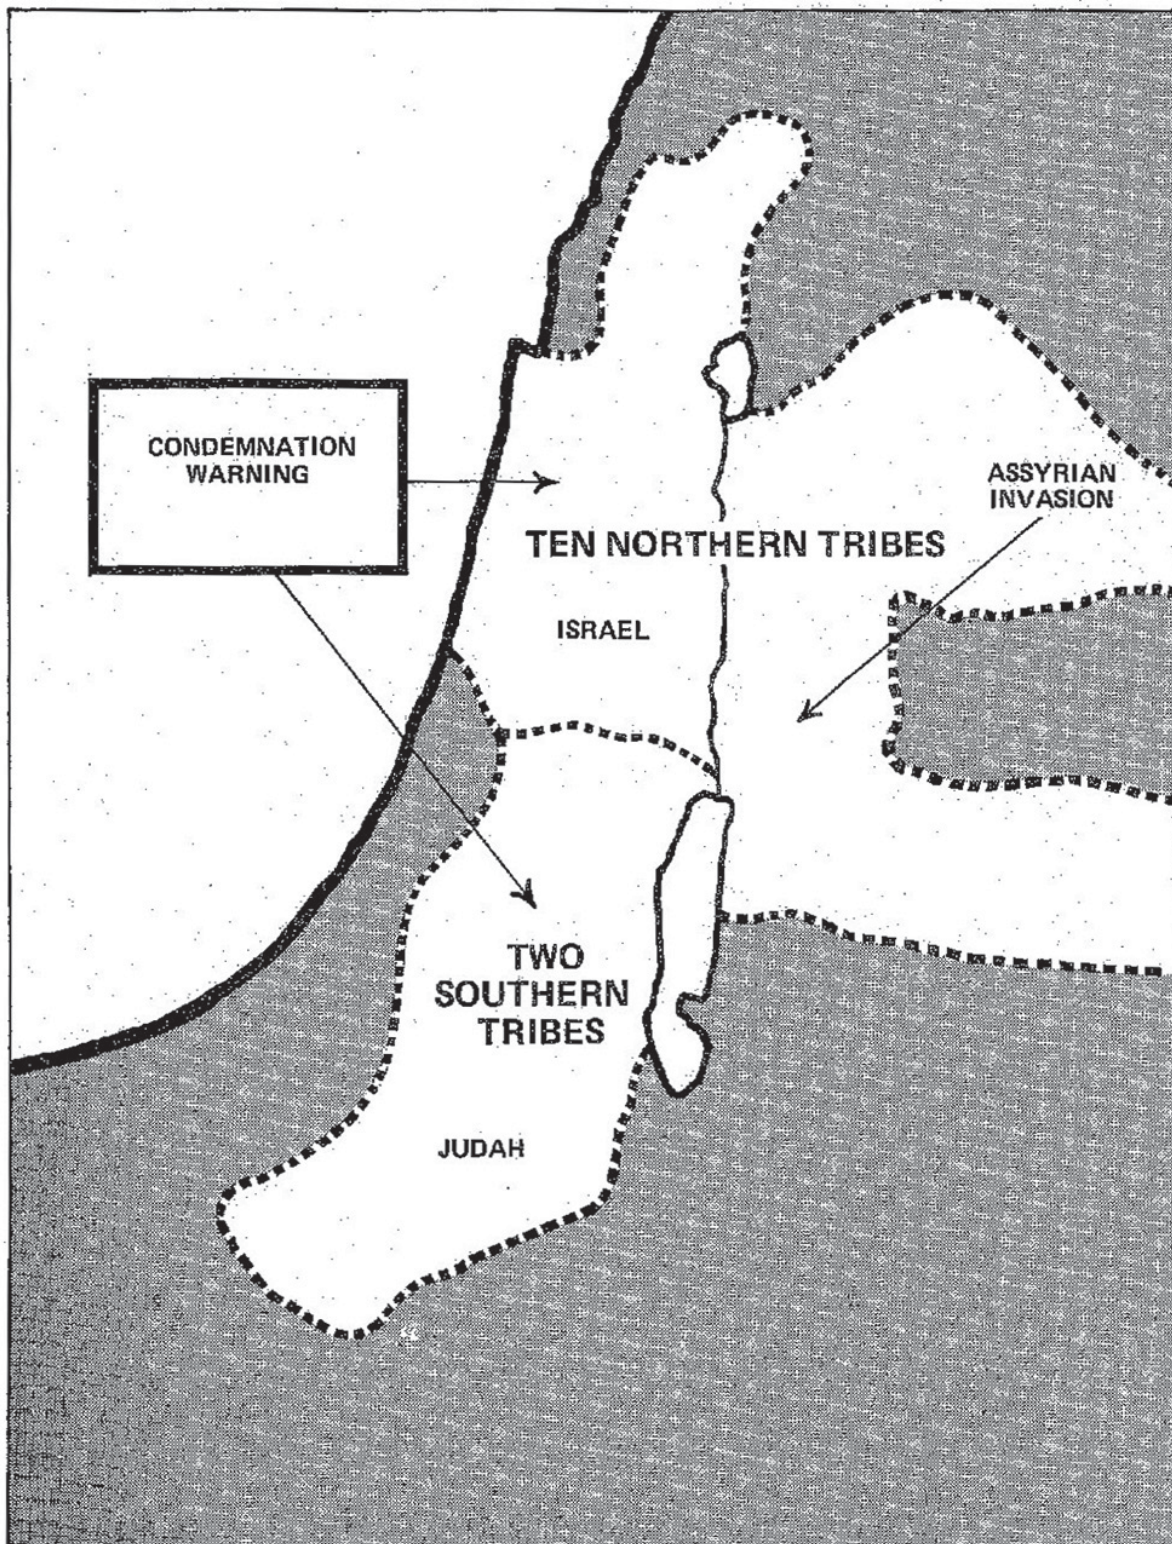 CONDEMNATION
WARNING
ASSYRIAN
INVASION
TEN NORTHERN TRIBES
ISRAEL
TWO
SOUTHERN
TRIBES
JUDAH